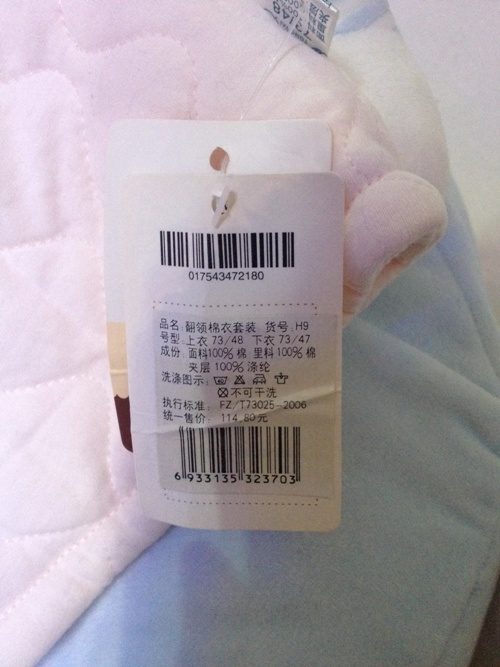 73/48
017543472180
品名:翻领棉衣套装 货号:H9
号型:上衣 73/48 下衣 73/47
成份:面料100% 棉 里料 100% 棉
夹层 100% 涤纶
洗涤图示:
不可干洗
执行标准: FZ/T73025-2006
统一售价: 114.80元
6 933135 323703